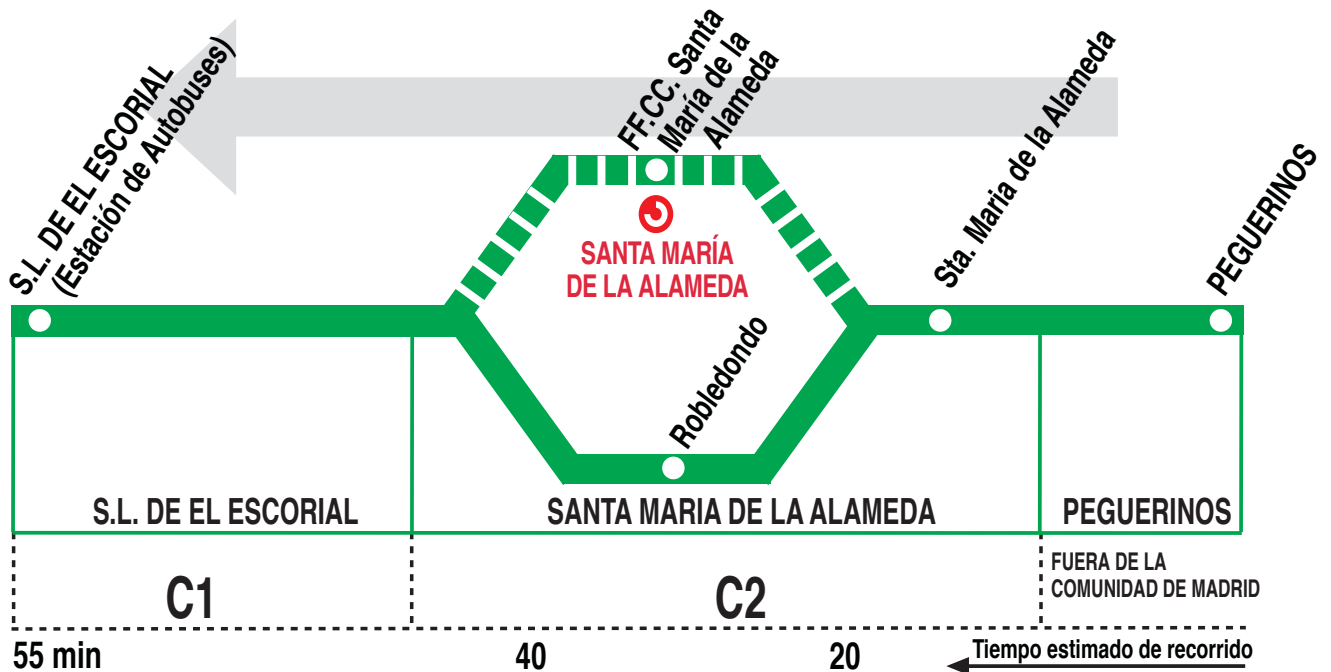 S.L. DE EL ESCORIAL
(Estación de Autobuses)
FF.CC. Santa
María de la
Alameda
Sta. Maria de la Alameda
PEGUERINOS
SANTA MARÍA
DE LA ALAMEDA
Robledondo
S.L. DE EL ESCORIAL
SANTA MARIA DE LA ALAMEDA
PEGUERINOS
C1
C2
FUERA DE LA
COMUNIDAD DE MADRID
55 min
40
20
Tiempo estimado de recorrido